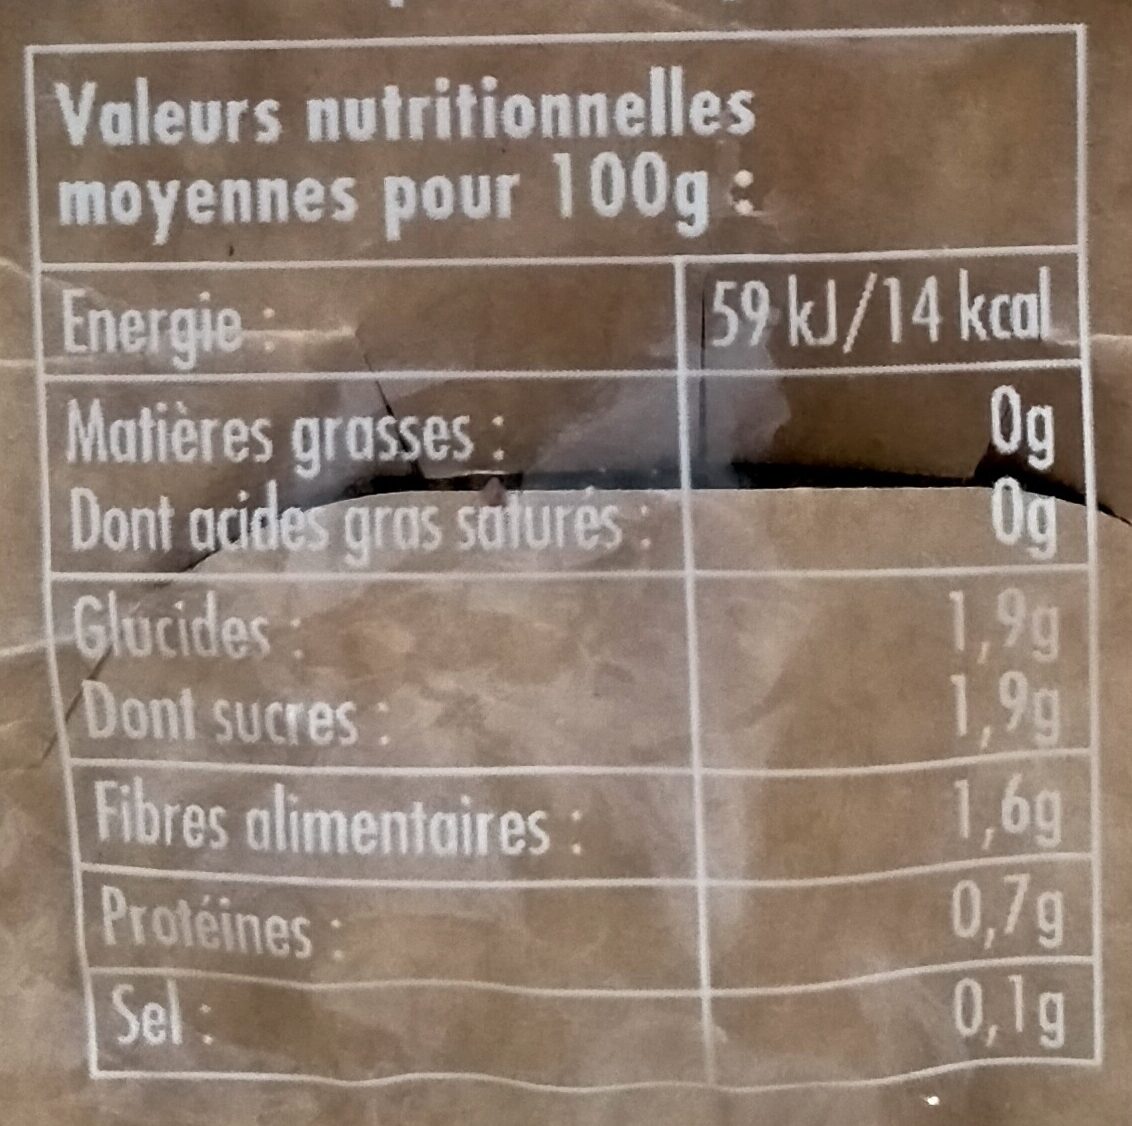 Valeurs nutritionnelles
moyennes pour 100g :
Energie : 59 kJ/14 kcal
Matières grasses : 0g
Dont acides gras saturés : 0g
Glucides : 1,9g
Dont sucres : 1,9g
Fibres alimentaires : 1,6g
Protéines : 0,7g
Sel : 0,1g